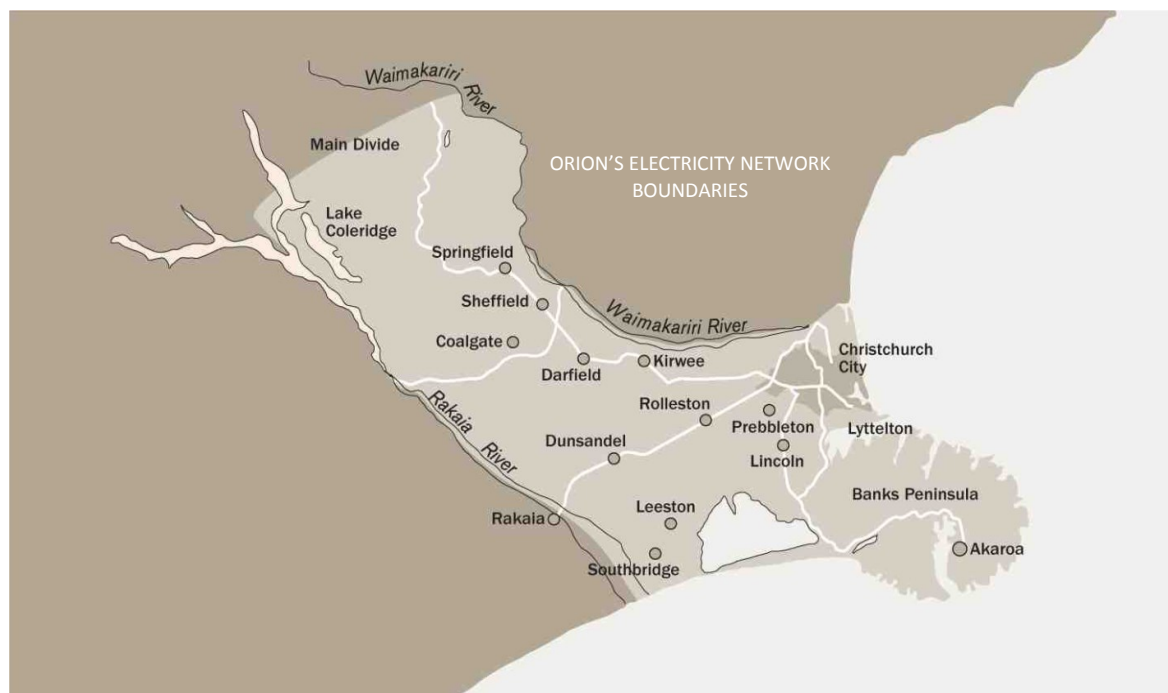 Waimakariri
River
Main Divide
ORION’S ELECTRICITY NETWORK
BOUNDARIES
Lake
Coleridge
Springfield
Sheffield
Waimakariri River
Coalgate
Christchurch
City
Darfield
Kirwee
Rakaia
River
Rolleston
Prebbleton
Lyttelton
Dunsandel
Lincoln
Banks Peninsula
Leeston
Rakaia
Akaroa
Southbridge